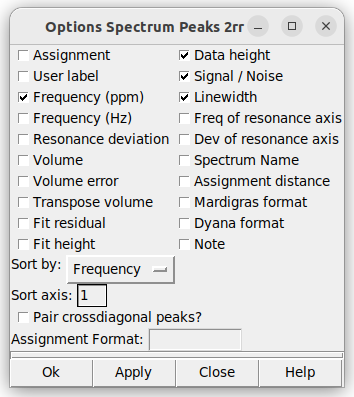 Options Spectrum Peaks 2rr
Assignment
Data height
User label
Signal / Noise
Frequency (ppm)
Linewidth
Frequency (Hz)
Freq of resonance axis
Resonance deviation
Dev of resonance axis
Volume
Spectrum Name
Volume error
Assignment distance
Transpose volume
Mardigras format
Fit residual
Dyana format
Fit height
Note
Sort by: Frequency
Sort axis: 1
Pair crossdiagonal peaks?
Assignment Format:
Ok Apply Close Help